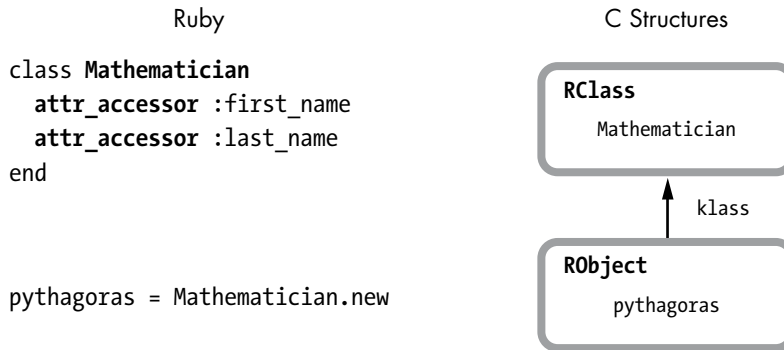 Ruby
C Structures
class Mathematician
  attr_accessor :first_name
  attr_accessor :last_name
end
pythagoras = Mathematician.new
RClass
Mathematician
klass
RObject
pythagoras